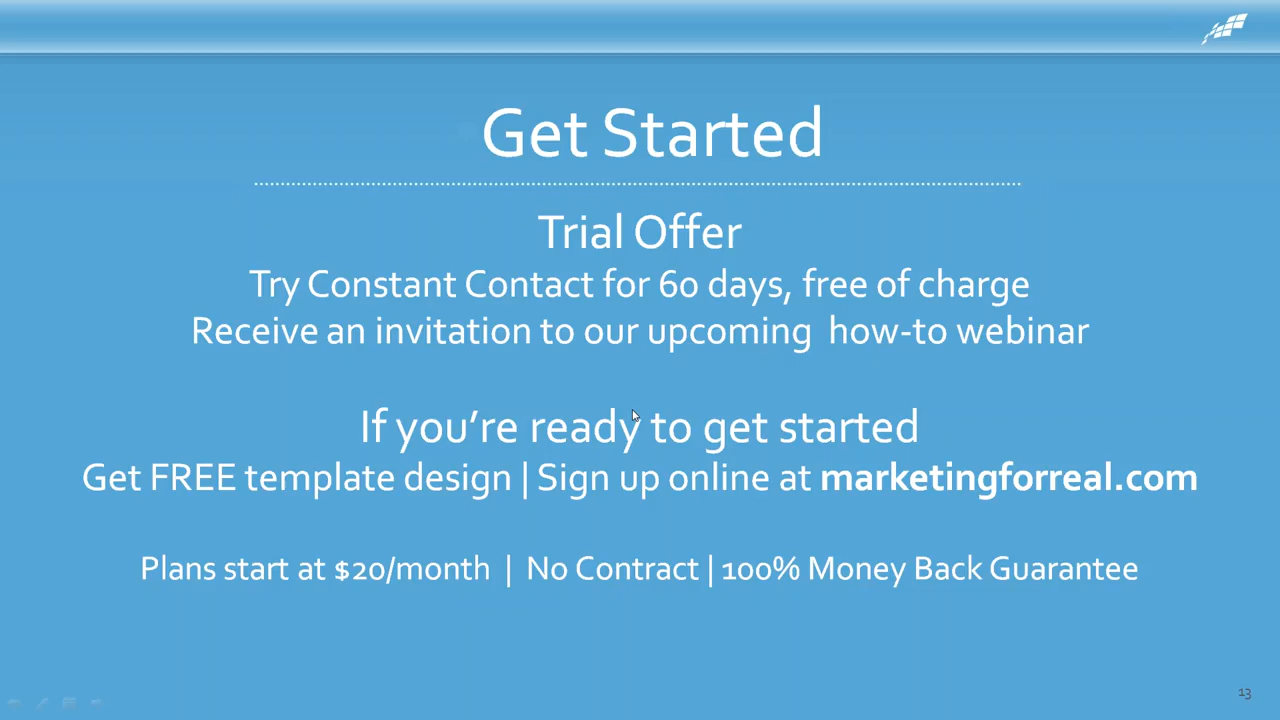 Get Started
Trial Offer
Try Constant Contact for 60 days, free of charge
Receive an invitation to our upcoming  how-to webinar
If you’re ready to get started
Get FREE template design | Sign up online at marketingforreal.com
Plans start at $20/month  |  No Contract | 100% Money Back Guarantee
13